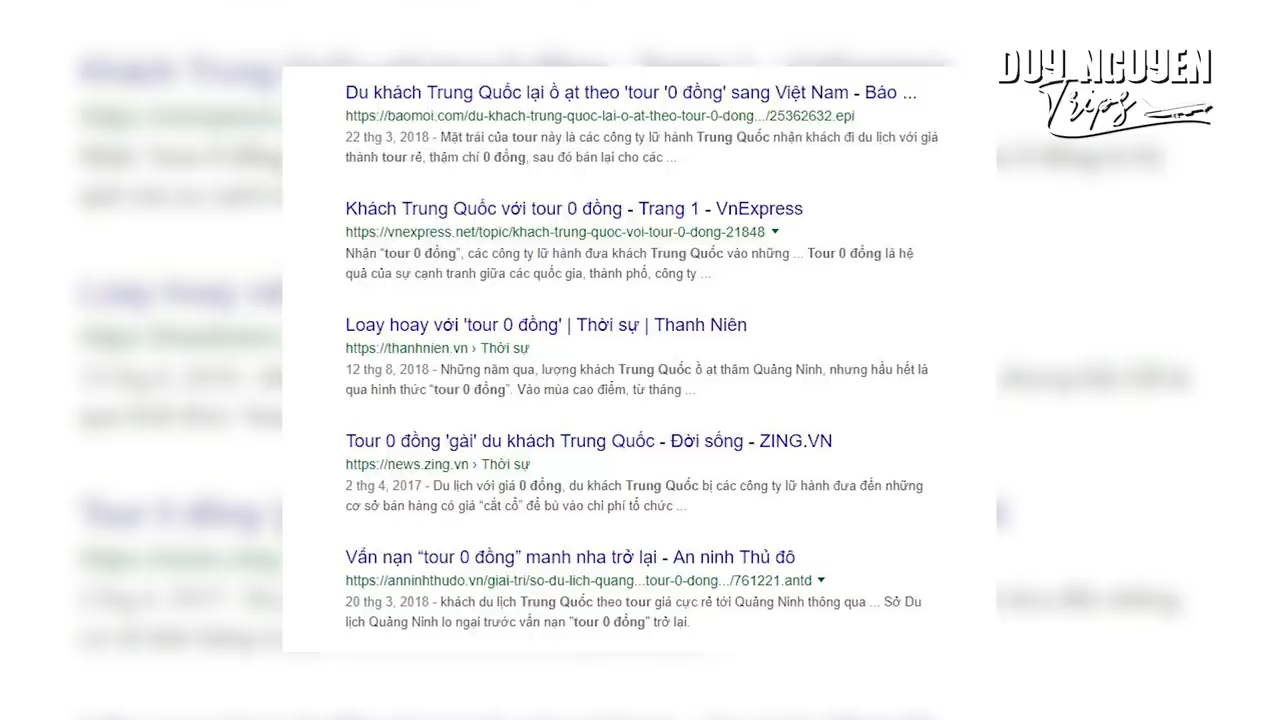 DUY NGUYEN
Trips
Du khách Trung Quốc lại ồ ạt theo 'tour '0 đồng' sang Việt Nam - Báo ...
https://baomoi.com/du-khach-trung-quoc-lai-o-at-theo-tour-0-dong.../25362632.epi
22 thg 3, 2018 - Mặt trái của tour này là các công ty lữ hành Trung Quốc nhận khách đi du lịch với giá
thành tour rẻ, thậm chí 0 đồng, sau đó bán lại cho các ...
Khách Trung Quốc với tour 0 đồng - Trang 1 - VnExpress
https://vnexpress.net/topic/khach-trung-quoc-voi-tour-0-dong-21848
Nhận “tour 0 đồng”, các công ty lữ hành đưa khách Trung Quốc vào những ... Tour 0 đồng là hệ
quả của sự cạnh tranh giữa các quốc gia, thành phố, công ty ...
Loay hoay với 'tour 0 đồng' | Thời sự | Thanh Niên
https://thanhnien.vn › Thời sự
12 thg 8, 2018 - Những năm qua, lượng khách Trung Quốc ồ ạt thăm Quảng Ninh, nhưng hầu hết là
qua hình thức “tour 0 đồng”. Vào mùa cao điểm, từ tháng ...
Tour 0 đồng 'gài' du khách Trung Quốc - Đời sống - ZING.VN
https://news.zing.vn › Thời sự
2 thg 4, 2017 - Du lịch với giá 0 đồng, du khách Trung Quốc bị các công ty lữ hành đưa đến những
cơ sở bán hàng có giá “cắt cổ” để bù vào chi phí tổ chức ...
Vấn nạn “tour 0 đồng” manh nha trở lại - An ninh Thủ đô
https://anninhthudo.vn/giai-tri/so-du-lich-quang...tour-0-dong.../761221.antd
20 thg 3, 2018 - khách du lịch Trung Quốc theo tour giá cực rẻ tới Quảng Ninh thông qua ... Sở Du
lịch Quảng Ninh lo ngại trước vấn nạn "tour 0 đồng" trở lại.